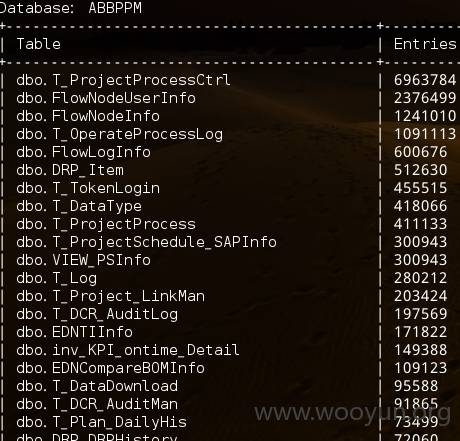 Database: ABBPPM
Table | Entries
dbo.T_ProjectProcessCtrl | 6963784
dbo.FlowNodeUserInfo | 2376499
dbo.FlowNodeInfo | 1241010
dbo.T_OperateProcessLog | 1091113
dbo.FlowLogInfo | 600676
dbo.DRP_Item | 512630
dbo.T_TokenLogin | 455515
dbo.T_DataType | 418066
dbo.T_ProjectProcess | 411133
dbo.T_ProjectSchedule_SAPInfo | 300943
dbo.VIEW_PSInfo | 300943
dbo.T_Log | 280212
dbo.T_Project_LinkMan | 203424
dbo.T_DCR_AuditLog | 197569
dbo.EDNTIInfo | 171822
dbo.inv_KPI_ontime_Detail | 149388
dbo.EDNCompareBOMInfo | 109123
dbo.T_DataDownload | 95588
dbo.T_DCR_AuditMan | 91865
dbo.T_Plan_DailyHis | 73499
dbo.DRP_DRPHistory | 72060
www.wooyun.org